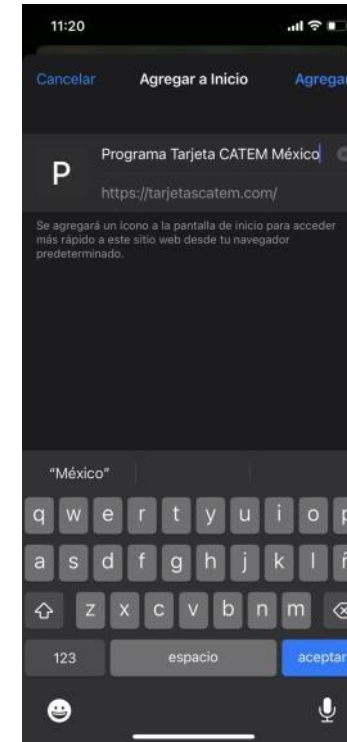 11:20
Cancelar Agregar a Inicio Agregar
P
Programa Tarjeta CATEM México
https://tarjetascatem.com/
Se agregará un ícono a la pantalla de inicio para acceder
más rápido a este sitio web desde tu navegador
predeterminado.
"México"
q w e r t y u i o p
a s d f g h j k l ñ
z x c v b n m
123 espacio aceptar